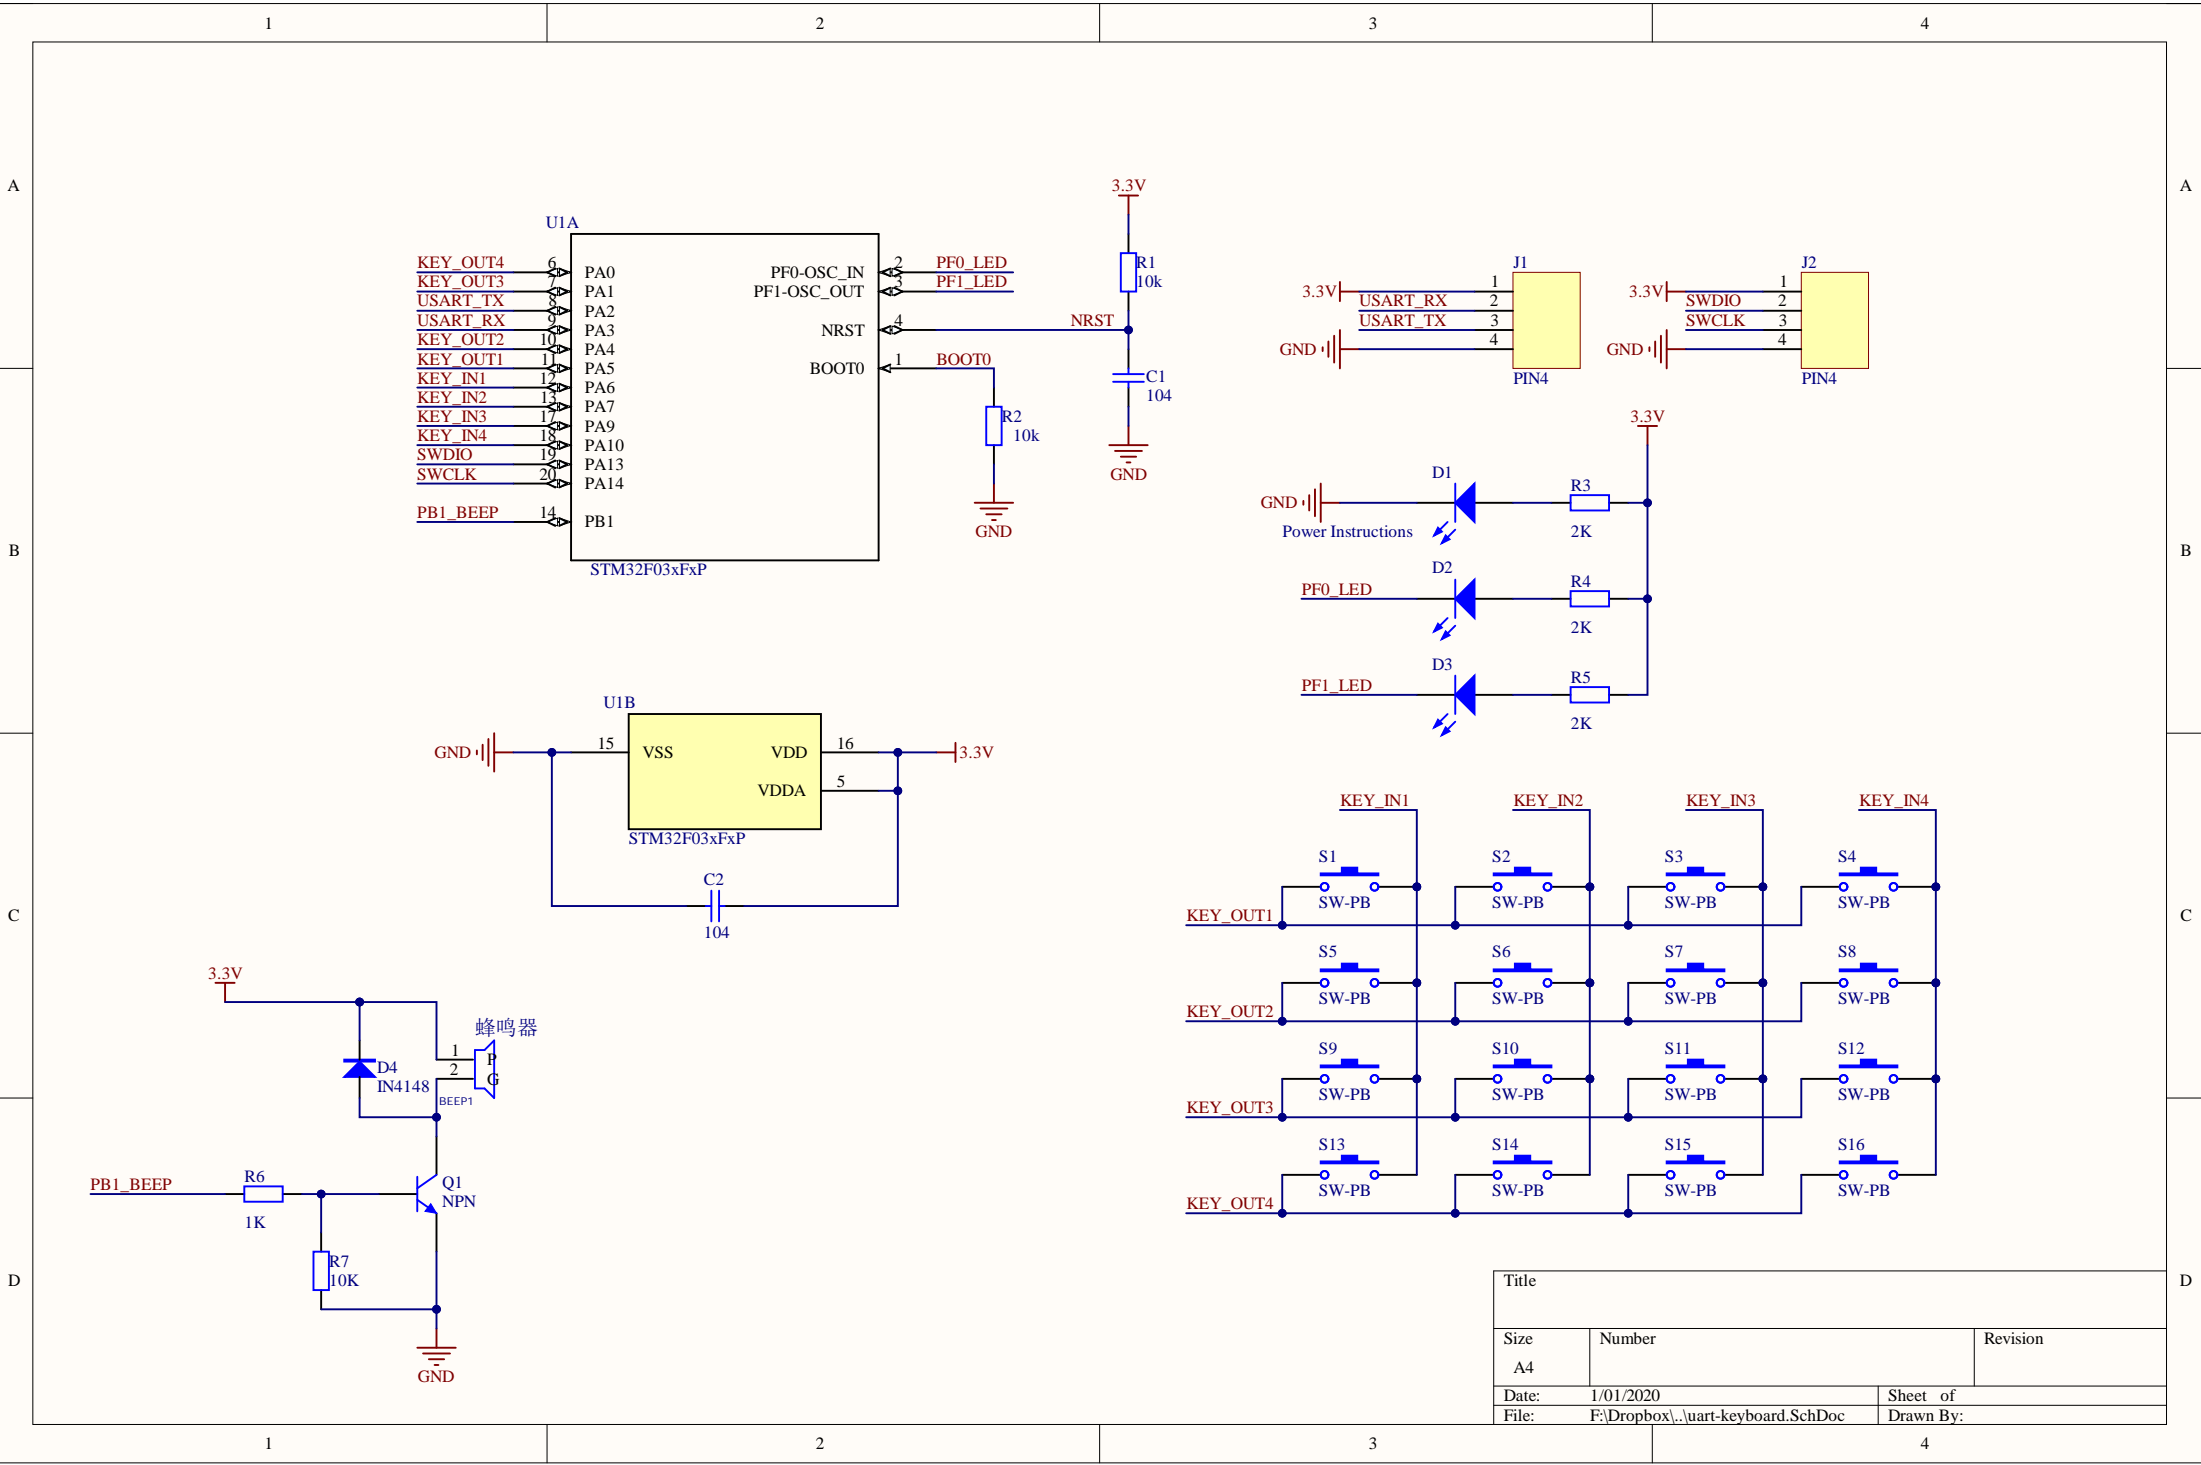 1 2 3 4
A A
B B
C C
D D
U1A
KEY_OUT4 6 PA0
KEY_OUT3 7 PA1
USART_TX 8 PA2
USART_RX 9 PA3
KEY_OUT2 10 PA4
KEY_OUT1 11 PA5
KEY_IN1 12 PA6
KEY_IN2 13 PA7
KEY_IN3 17 PA9
KEY_IN4 18 PA10
SWDIO 19 PA13
SWCLK 20 PA14
PB1_BEEP 14 PB1
PF0-OSC_IN 2 PF0_LED
PF1-OSC_OUT 3 PF1_LED
NRST 4 NRST
BOOT0 1 BOOT0
STM32F03xFxP
3.3V
R1
10k
C1
104
GND
R2
10k
GND
J1
3.3V 1
USART_RX 2
USART_TX 3
GND 4
PIN4
J2
3.3V 1
SWDIO 2
SWCLK 3
GND 4
PIN4
3.3V
D1 R3
GND
Power Instructions 2K
D2 R4
PF0_LED
2K
D3 R5
PF1_LED
2K
U1B
GND 15 VSS VDD 16 3.3V
VDDA 5
STM32F03xFxP
C2
104
3.3V
蜂鸣器
1 P
2 G
D4
IN4148
BEEP1
PB1_BEEP R6
1K
Q1
NPN
R7
10K
GND
KEY_IN1 KEY_IN2 KEY_IN3 KEY_IN4
S1 S2 S3 S4
SW-PB SW-PB SW-PB SW-PB
KEY_OUT1
S5 S6 S7 S8
SW-PB SW-PB SW-PB SW-PB
KEY_OUT2
S9 S10 S11 S12
SW-PB SW-PB SW-PB SW-PB
KEY_OUT3
S13 S14 S15 S16
SW-PB SW-PB SW-PB SW-PB
KEY_OUT4
Title
Size Number Revision
A4
Date: 1/01/2020 Sheet of
File: F:\Dropbox\..\uart-keyboard.SchDoc Drawn By:
1 2 3 4